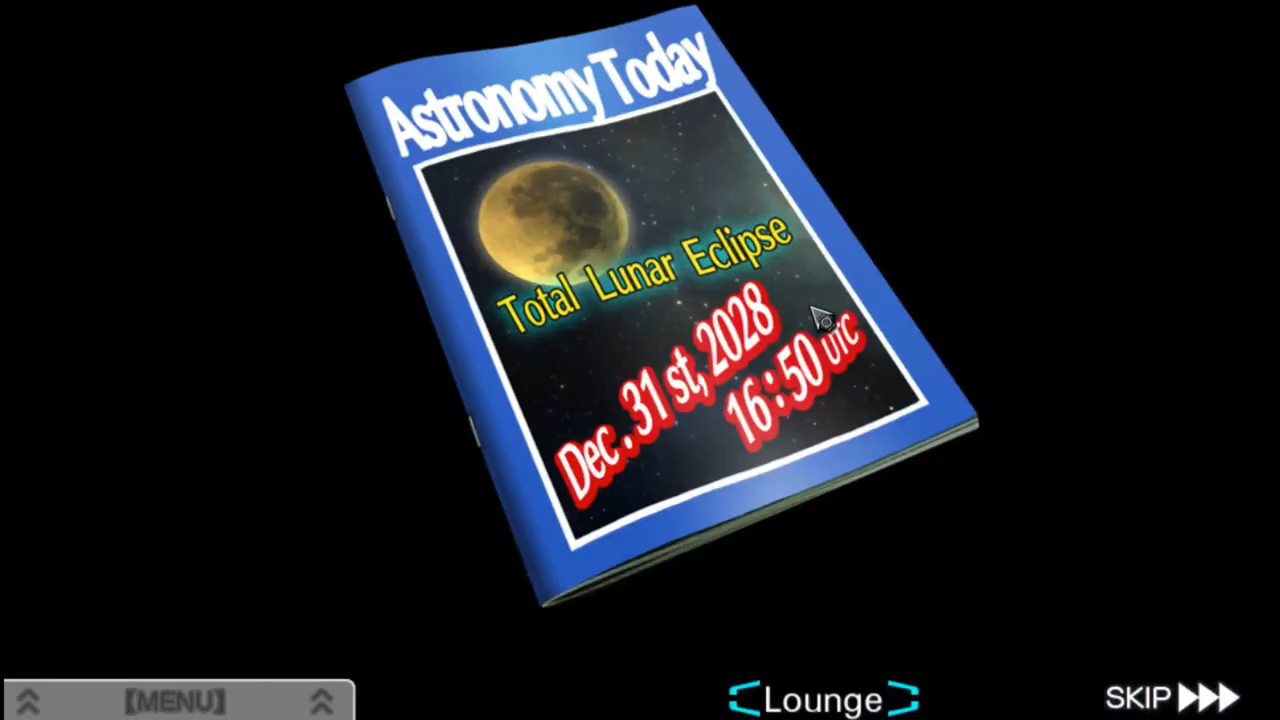 Astronomy Today
Total Lunar Eclipse
Dec. 31 st, 2028
16:50 UTC
【MENU】
Lounge
SKIP